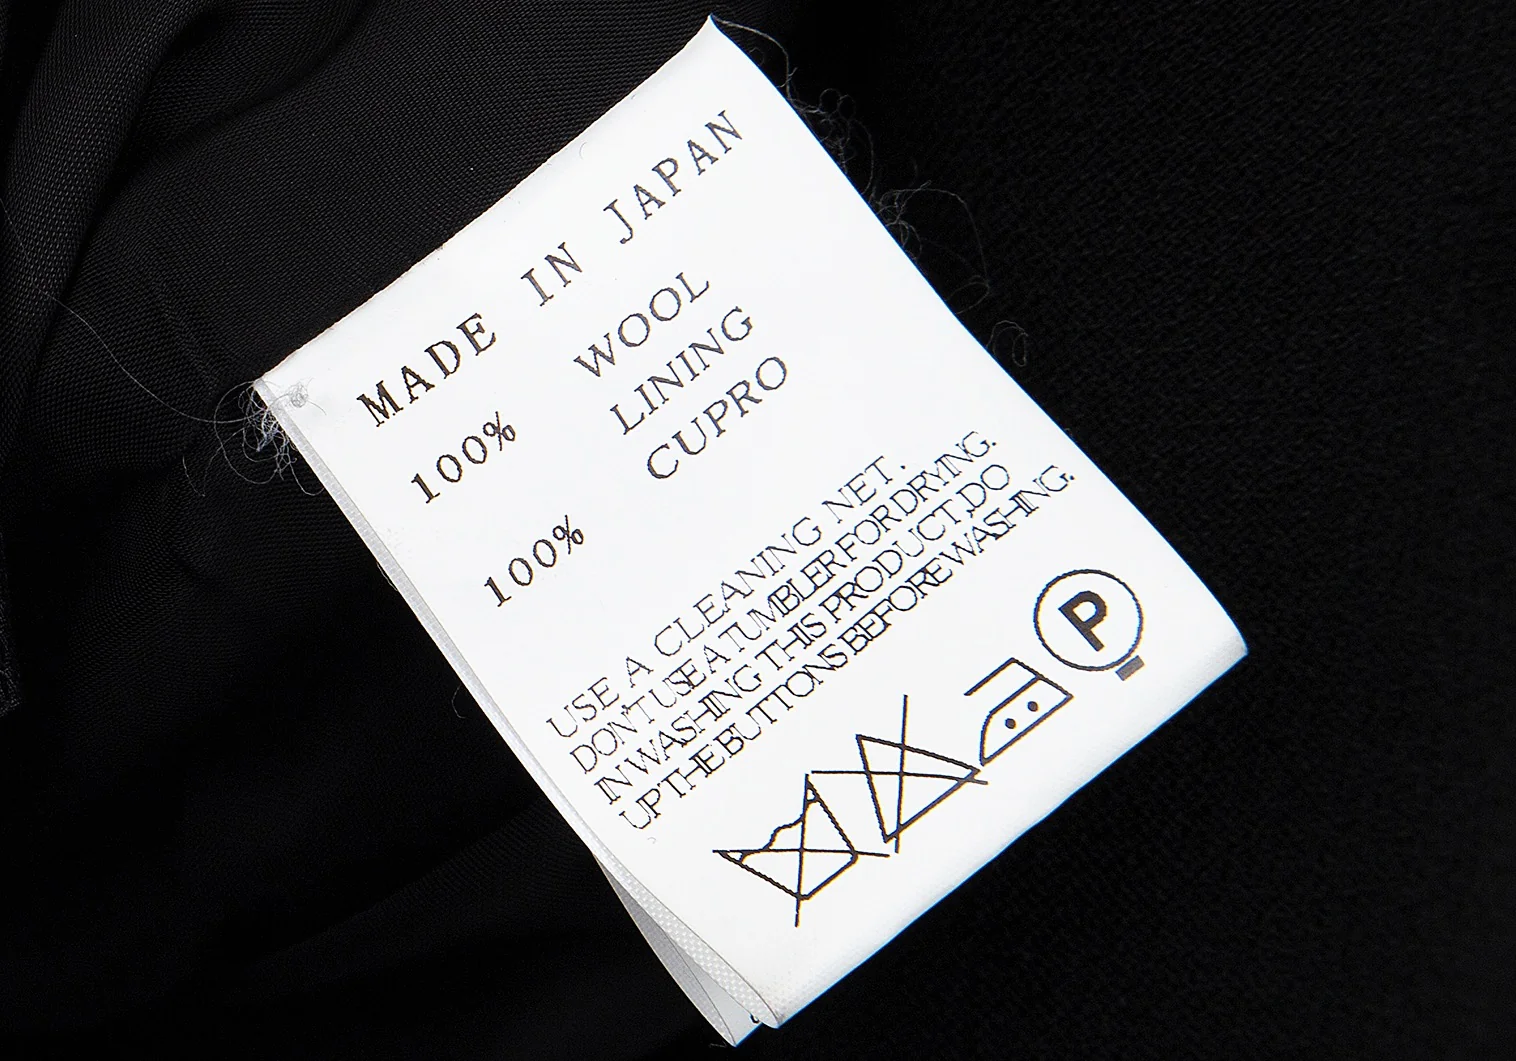 MADE IN JAPAN
100% WOOL
LINING
100% CUPRO
USE A CLEANING NET.
DON'T USE A TUMBLER FOR DRYING.
IN WASHING THIS PRODUCT,DO
UP THE BUTTONS BEFORE WASHING.
P